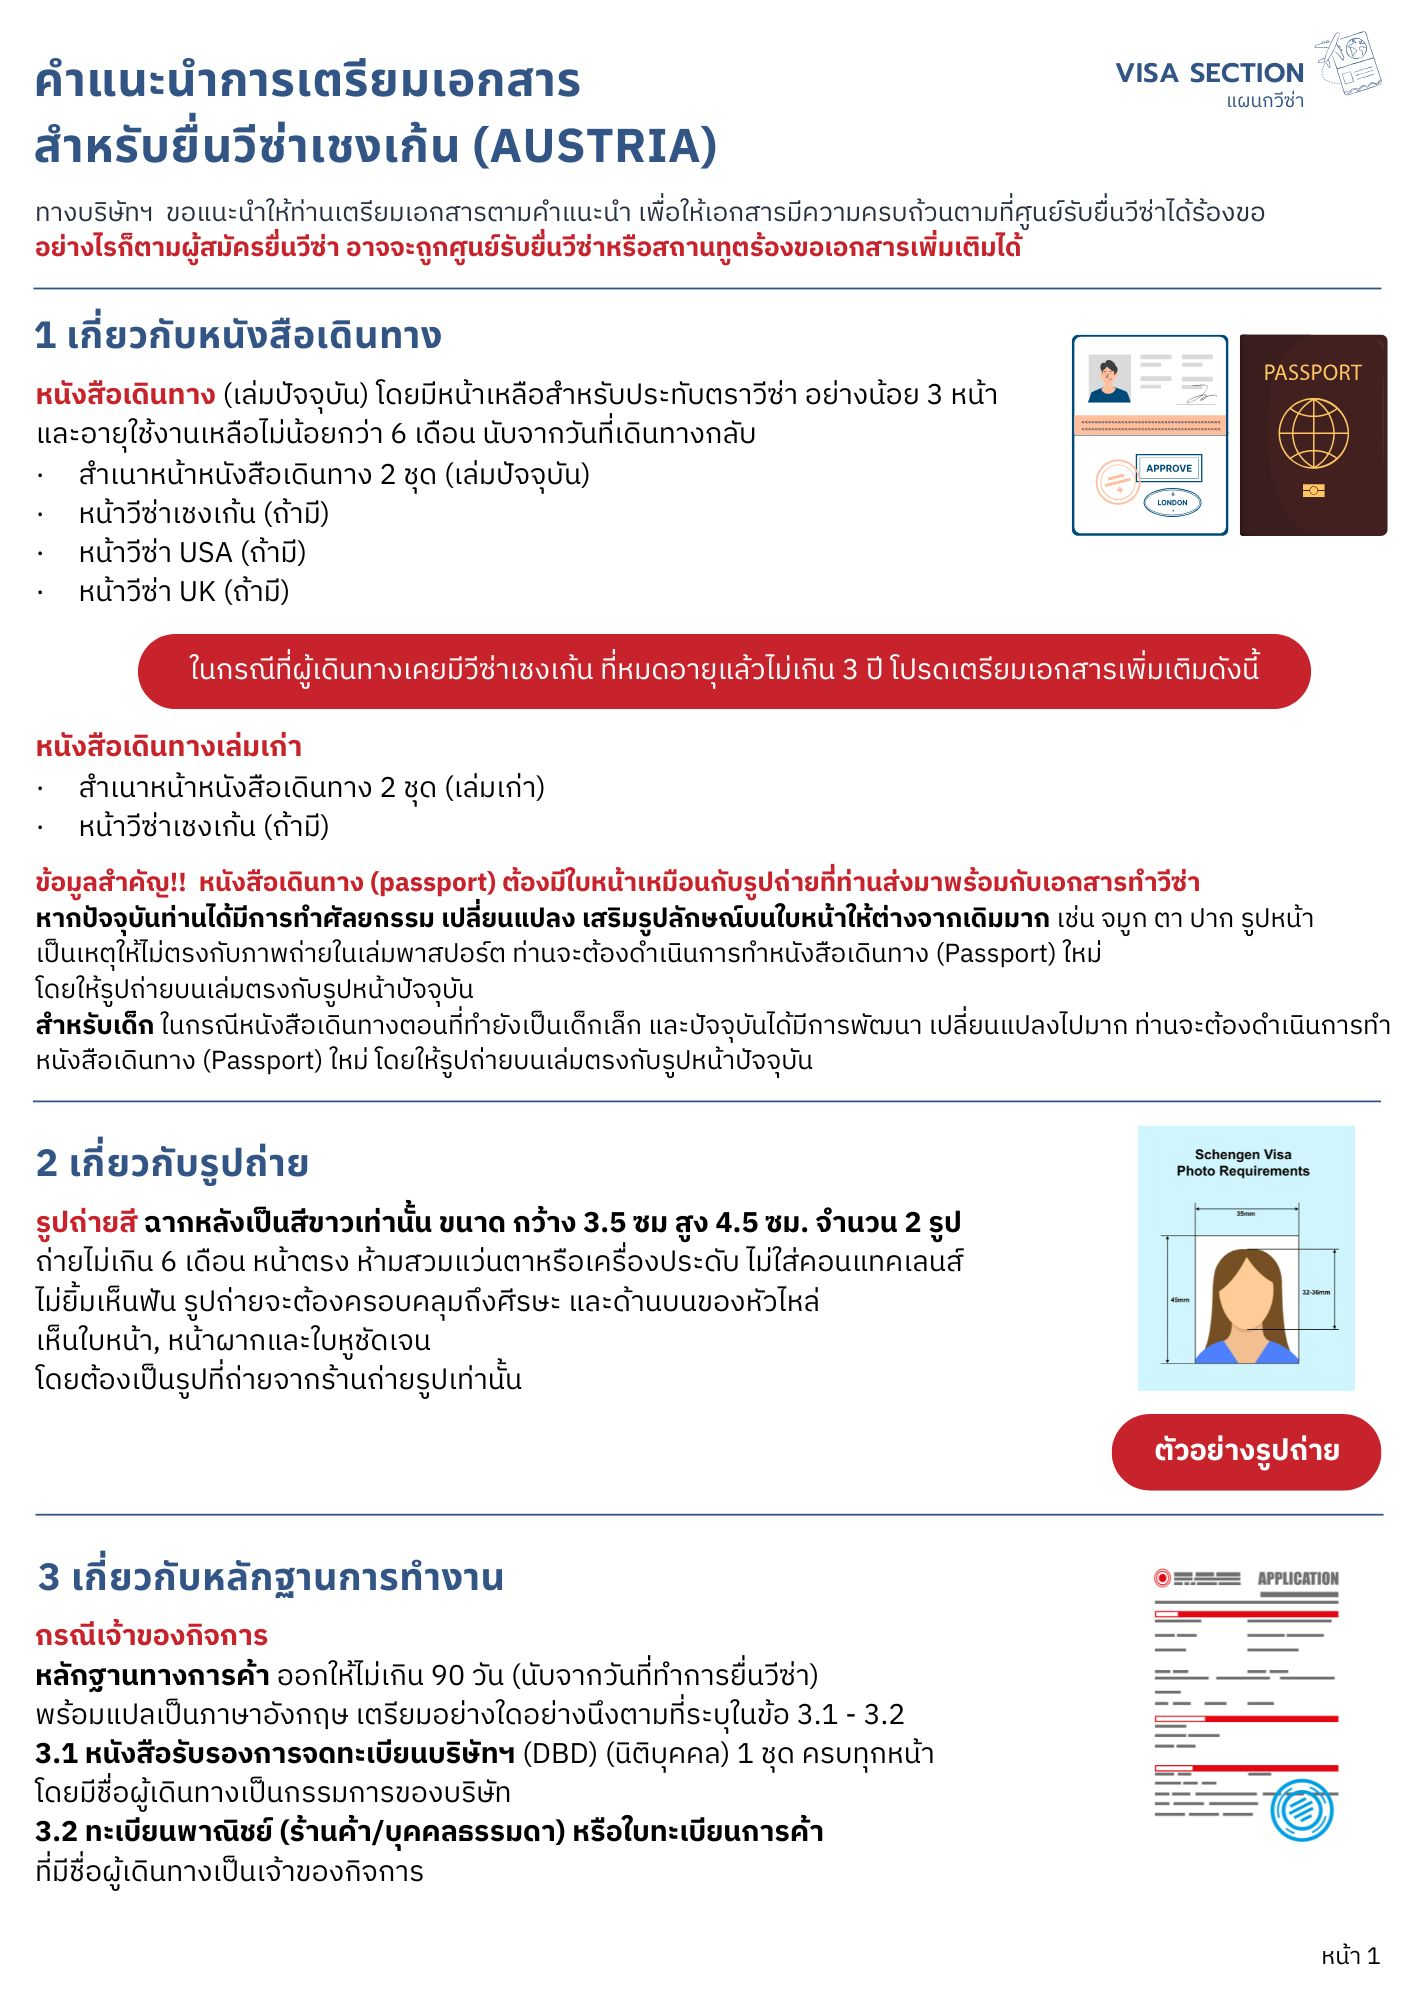 คำแนะนำการเตรียมเอกสาร
สำหรับยื่นวีซ่าเชงเก้น (AUSTRIA)
VISA SECTION
แผนกวีซ่า
ทางบริษัทฯ ขอแนะนำให้ท่านเตรียมเอกสารตามคำแนะนำ เพื่อให้เอกสารมีความครบถ้วนตามที่ศูนย์รับยื่นวีซ่าได้ร้องขอ
อย่างไรก็ตามผู้สมัครยื่นวีซ่า อาจจะถูกศูนย์รับยื่นวีซ่าหรือสถานทูตร้องขอเอกสารเพิ่มเติมได้
1 เกี่ยวกับหนังสือเดินทาง
หนังสือเดินทาง (เล่มปัจจุบัน) โดยมีหน้าเหลือสำหรับประทับตราวีซ่า อย่างน้อย 3 หน้า
และอายุใช้งานเหลือไม่น้อยกว่า 6 เดือน นับจากวันที่เดินทางกลับ
· สำเนาหน้าหนังสือเดินทาง 2 ชุด (เล่มปัจจุบัน)
· หน้าวีซ่าเชงเก้น (ถ้ามี)
· หน้าวีซ่า USA (ถ้ามี)
· หน้าวีซ่า UK (ถ้ามี)
APPROVE
LONDON
PASSPORT
ในกรณีที่ผู้เดินทางเคยมีวีซ่าเชงเก้น ที่หมดอายุแล้วไม่เกิน 3 ปี โปรดเตรียมเอกสารเพิ่มเติมดังนี้
หนังสือเดินทางเล่มเก่า
· สำเนาหน้าหนังสือเดินทาง 2 ชุด (เล่มเก่า)
· หน้าวีซ่าเชงเก้น (ถ้ามี)
ข้อมูลสำคัญ!! หนังสือเดินทาง (passport) ต้องมีใบหน้าเหมือนกับรูปถ่ายที่ท่านส่งมาพร้อมกับเอกสารทำวีซ่า
หากปัจจุบันท่านได้มีการทำศัลยกรรม เปลี่ยนแปลง เสริมรูปลักษณ์บนใบหน้าให้ต่างจากเดิมมาก เช่น จมูก ตา ปาก รูปหน้า
เป็นเหตุให้ไม่ตรงกับภาพถ่ายในเล่มพาสปอร์ต ท่านจะต้องดำเนินการทำหนังสือเดินทาง (Passport) ใหม่
โดยให้รูปถ่ายบนเล่มตรงกับรูปหน้าปัจจุบัน
สำหรับเด็ก ในกรณีหนังสือเดินทางตอนที่ทำยังเป็นเด็กเล็ก และปัจจุบันได้มีการพัฒนา เปลี่ยนแปลงไปมาก ท่านจะต้องดำเนินการทำ
หนังสือเดินทาง (Passport) ใหม่ โดยให้รูปถ่ายบนเล่มตรงกับรูปหน้าปัจจุบัน
2 เกี่ยวกับรูปถ่าย
รูปถ่ายสี ฉากหลังเป็นสีขาวเท่านั้น ขนาด กว้าง 3.5 ซม สูง 4.5 ซม. จำนวน 2 รูป
ถ่ายไม่เกิน 6 เดือน หน้าตรง ห้ามสวมแว่นตาหรือเครื่องประดับ ไม่ใส่คอนแทคเลนส์
ไม่ยิ้มเห็นฟัน รูปถ่ายจะต้องครอบคลุมถึงศีรษะ และด้านบนของหัวไหล่
เห็นใบหน้า, หน้าผากและใบหูชัดเจน
โดยต้องเป็นรูปที่ถ่ายจากร้านถ่ายรูปเท่านั้น
Schengen Visa
Photo Requirements
35mm
45mm
32-36mm
ตัวอย่างรูปถ่าย
3 เกี่ยวกับหลักฐานการทำงาน
กรณีเจ้าของกิจการ
หลักฐานทางการค้า ออกให้ไม่เกิน 90 วัน (นับจากวันที่ทำการยื่นวีซ่า)
พร้อมแปลเป็นภาษาอังกฤษ เตรียมอย่างใดอย่างนึงตามที่ระบุในข้อ 3.1 - 3.2
3.1 หนังสือรับรองการจดทะเบียนบริษัทฯ (DBD) (นิติบุคคล) 1 ชุด ครบทุกหน้า
โดยมีชื่อผู้เดินทางเป็นกรรมการของบริษัท
3.2 ทะเบียนพาณิชย์ (ร้านค้า/บุคคลธรรมดา) หรือใบทะเบียนการค้า
ที่มีชื่อผู้เดินทางเป็นเจ้าของกิจการ
APPLICATION
หน้า 1